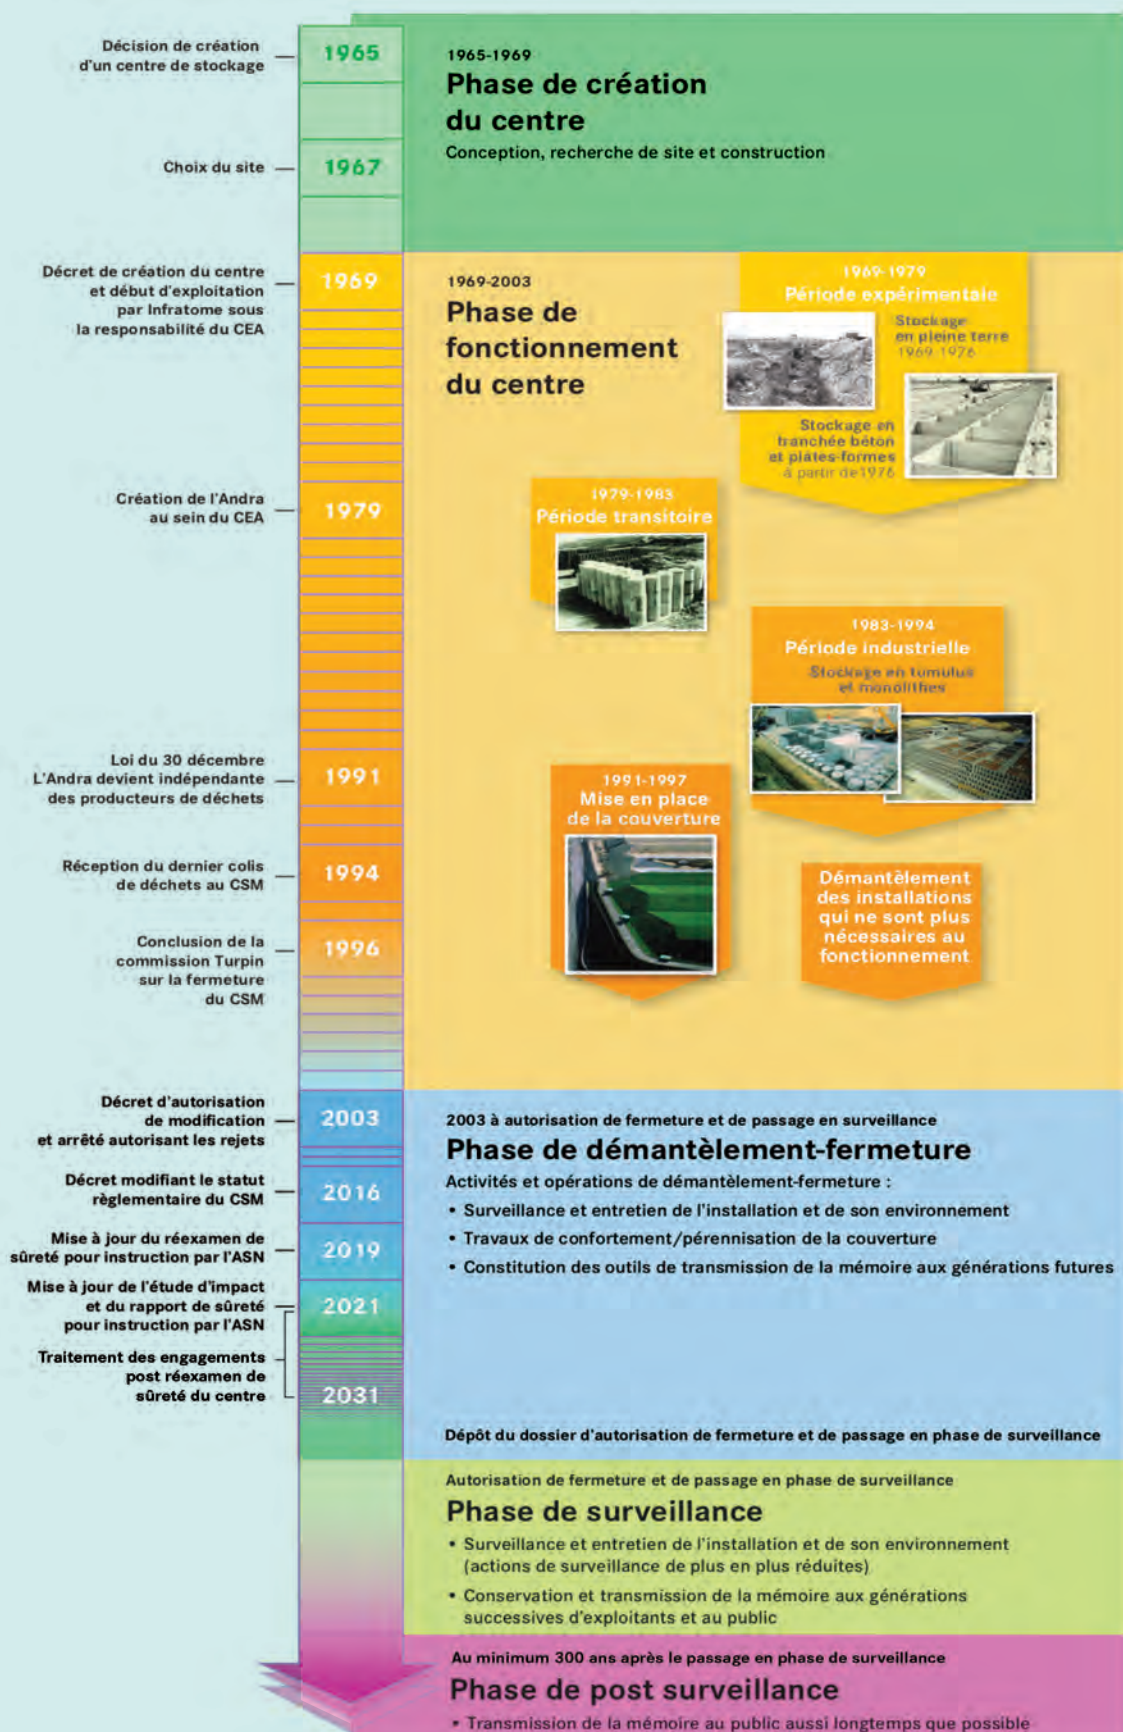 Décision de création
d'un centre de stockage
1965
1965-1969
Phase de création
du centre
Conception, recherche de site et construction
Choix du site
1967
Décret de création du centre
et début d'exploitation
par Infratome sous
la responsabilité du CEA
1969
1969-2003
Phase de
fonctionnement
du centre
1969-1979
Période expérimentale
Stockage
en pleine terre
1969-1976
Stockage en
tranchée béton
et plates-formes
à partir de 1976
Création de l'Andra
au sein du CEA
1979
1979-1983
Période transitoire
1983-1994
Période industrielle
Stockage en tumulus
et monolithes
Loi du 30 décembre
L'Andra devient indépendante
des producteurs de déchets
1991
1991-1997
Mise en place
de la couverture
Réception du dernier colis
de déchets au CSM
1994
Démantèlement
des installations
qui ne sont plus
nécessaires au
fonctionnement
Conclusion de la
commission Turpin
sur la fermeture
du CSM
1996
Décret d'autorisation
de modification
et arrêté autorisant les rejets
2003
2003 à autorisation de fermeture et de passage en surveillance
Phase de démantèlement-fermeture
Activités et opérations de démantèlement-fermeture :
• Surveillance et entretien de l'installation et de son environnement
• Travaux de confortement/pérennisation de la couverture
• Constitution des outils de transmission de la mémoire aux générations futures
Décret modifiant le statut
règlementaire du CSM
2016
Mise à jour du réexamen de
sûreté pour instruction par l'ASN
2019
Mise à jour de l'étude d'impact
et du rapport de sûreté
pour instruction par l'ASN
2021
Traitement des engagements
post réexamen de
sûreté du centre
2031
Dépôt du dossier d'autorisation de fermeture et de passage en phase de surveillance
Autorisation de fermeture et de passage en phase de surveillance
Phase de surveillance
• Surveillance et entretien de l'installation et de son environnement
(actions de surveillance de plus en plus réduites)
• Conservation et transmission de la mémoire aux générations
successives d'exploitants et au public
Au minimum 300 ans après le passage en phase de surveillance
Phase de post surveillance
• Transmission de la mémoire au public aussi longtemps que possible